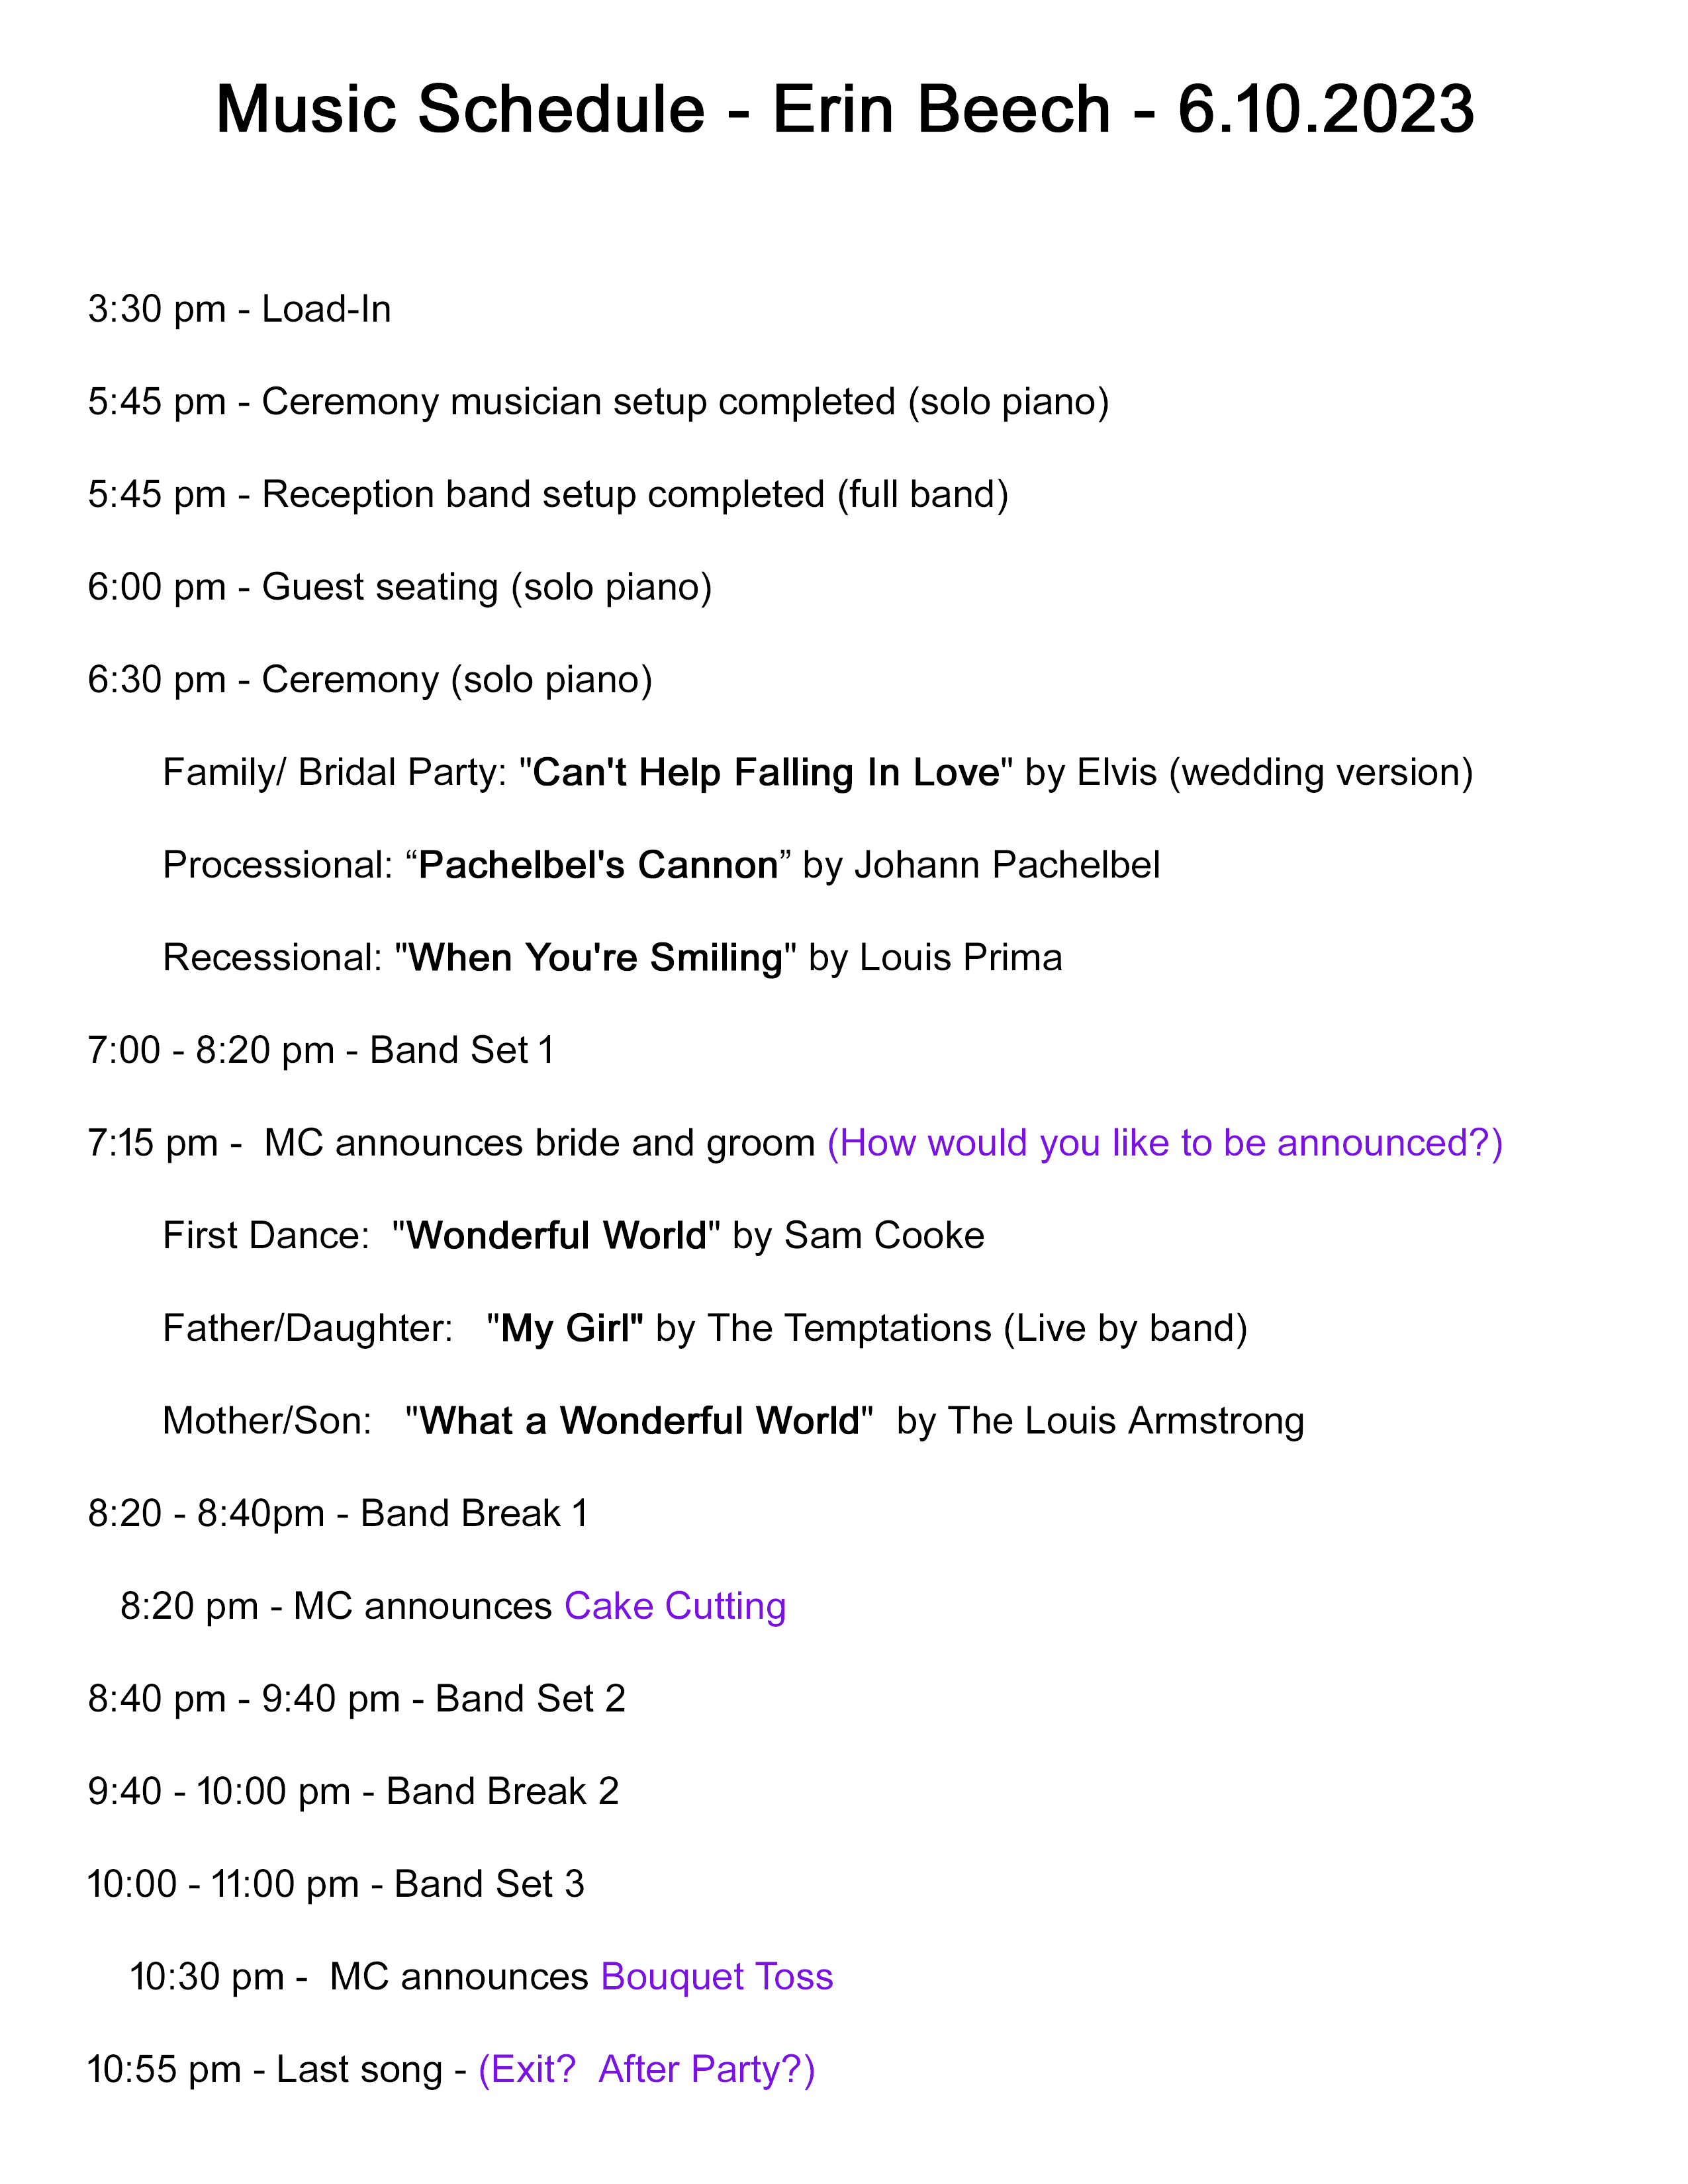 Music Schedule - Erin Beech - 6.10.2023
3:30 pm - Load-In
5:45 pm - Ceremony musician setup completed (solo piano)
5:45 pm - Reception band setup completed (full band)
6:00 pm - Guest seating (solo piano)
6:30 pm - Ceremony (solo piano)
Family/ Bridal Party: "Can't Help Falling In Love" by Elvis (wedding version)
Processional: “Pachelbel's Cannon” by Johann Pachelbel
Recessional: "When You're Smiling" by Louis Prima
7:00 - 8:20 pm - Band Set 1
7:15 pm -  MC announces bride and groom (How would you like to be announced?)
First Dance:  "Wonderful World" by Sam Cooke
Father/Daughter:   "My Girl" by The Temptations (Live by band)
Mother/Son:   "What a Wonderful World"  by The Louis Armstrong
8:20 - 8:40pm - Band Break 1
8:20 pm - MC announces Cake Cutting
8:40 pm - 9:40 pm - Band Set 2
9:40 - 10:00 pm - Band Break 2
10:00 - 11:00 pm - Band Set 3
10:30 pm -  MC announces Bouquet Toss
10:55 pm - Last song - (Exit?  After Party?)